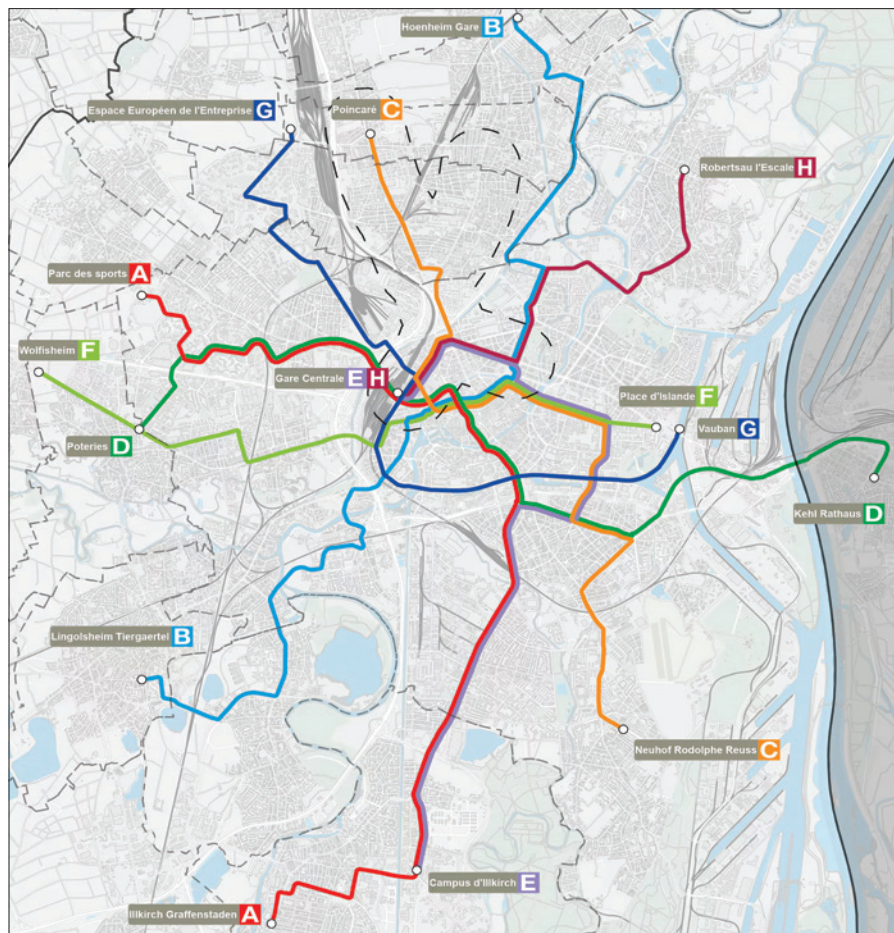 Hoenheim Gare B
Espace Européen de l'Entreprise G
Poincaré C
Robertsau l'Escale H
Parc des sports A
Wolfisheim F
Gare Centrale E H
Place d'Islande F
Vauban G
Poteries D
Kehl Rathaus D
Lingolsheim Tiergaertel B
Neuhof Rodolphe Reuss C
Campus d'Illkirch E
Illkirch Graffenstaden A